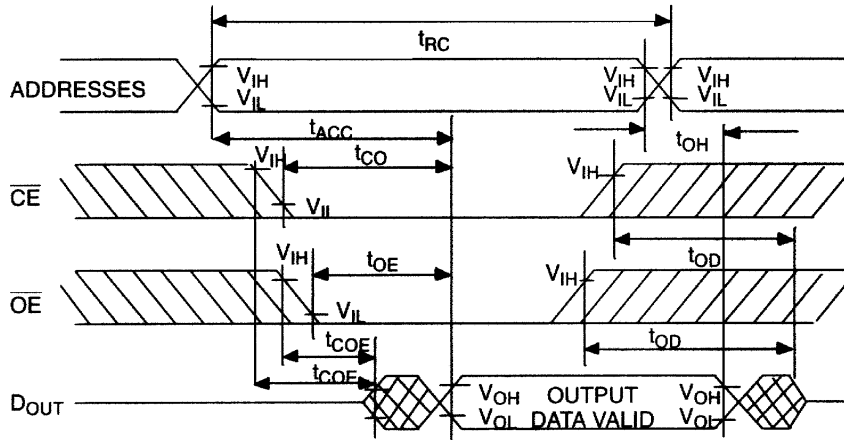 tRC
ADDRESSES
VIH
VIL
VIH
VIL
VIH
VIL
tACC
tOH
CE
VIH
tCO
VIL
VIH
tOD
OE
VIH
tOE
VIL
VIH
tOD
tCOE
tCOE
DOUT
VOH
VOL
OUTPUT
DATA VALID
VOH
VOL